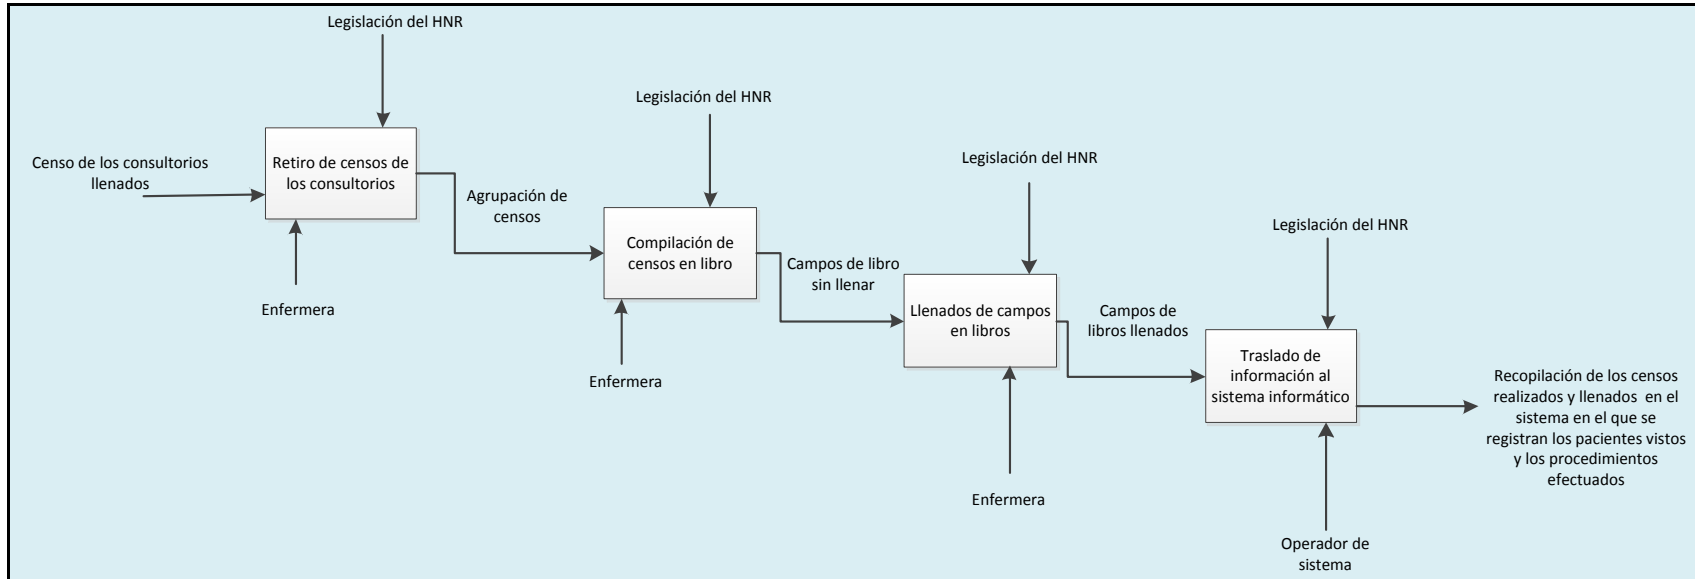 Legislación del HNR
Censo de los consultorios
llenados
Retiro de censos de
los consultorios
Enfermera
Agrupación de
censos
Legislación del HNR
Compilación de
censos en libro
Enfermera
Campos de libro
sin llenar
Legislación del HNR
Llenados de campos
en libros
Enfermera
Campos de
libros llenados
Legislación del HNR
Traslado de
información al
sistema informático
Operador de
sistema
Recopilación de los censos
realizados y llenados en el
sistema en el que se
registran los pacientes vistos
y los procedimientos
efectuados